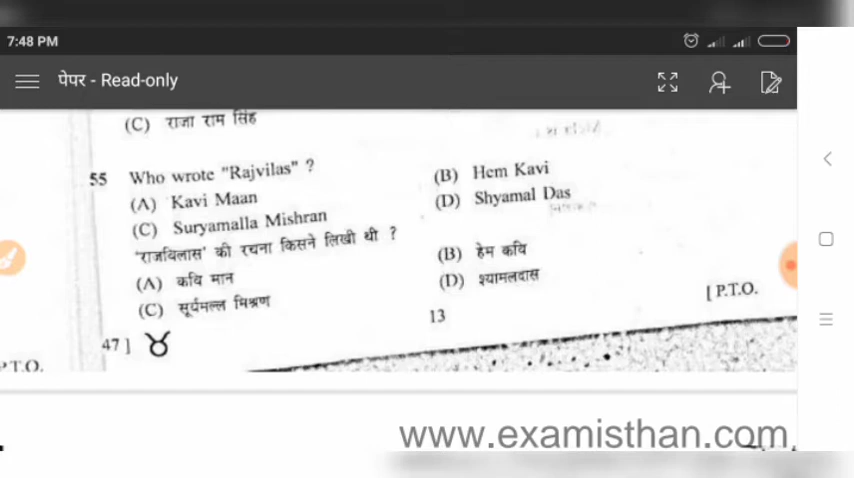 7:48 PM
पेपर - Read-only
(C) राजा राम सिंह
55 Who wrote "Rajvilas" ?
(A) Kavi Maan (B) Hem Kavi
(C) Suryamalla Mishran (D) Shyamal Das
'राजविलास' की रचना किसने लिखी थी ?
(A) कवि मान (B) हेम कवि
(C) सूर्यमल्ल मिश्रण (D) श्यामलदास
13 [ P.T.O.
47 ]
P.T.O.
www.examisthan.com